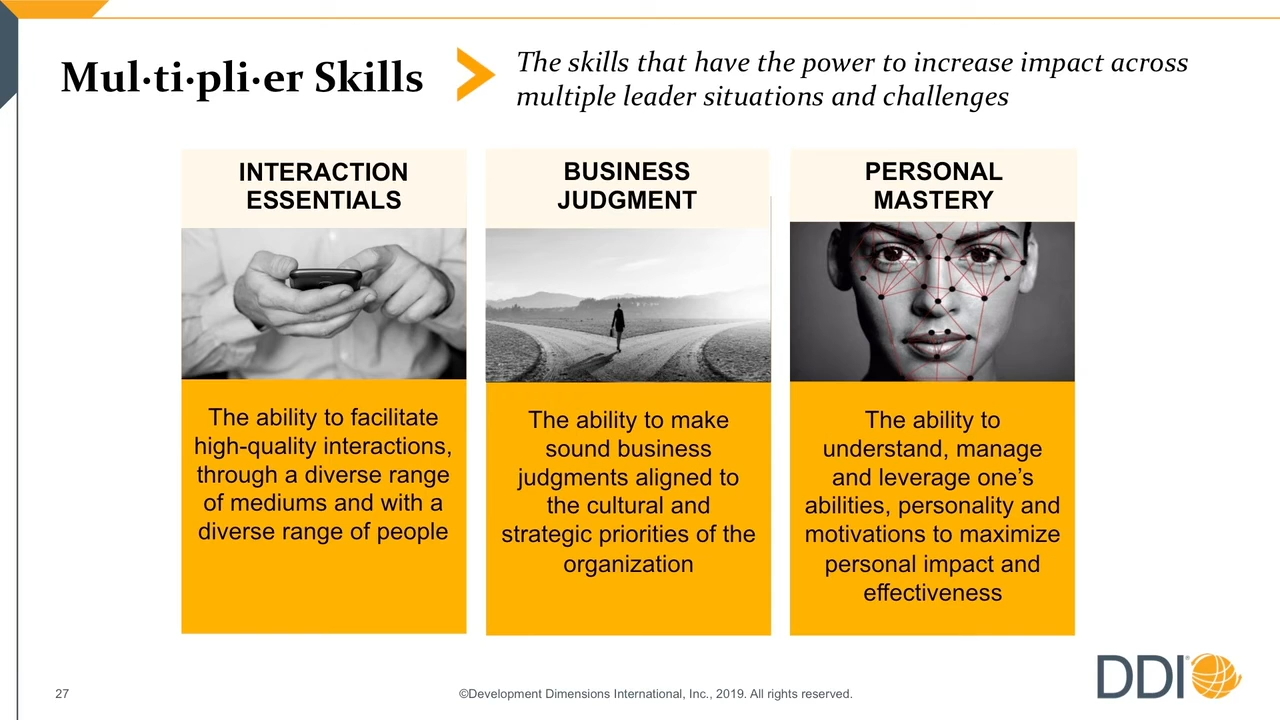 Mul·ti·pli·er Skills
The skills that have the power to increase impact across
multiple leader situations and challenges
INTERACTION
ESSENTIALS
The ability to facilitate
high-quality interactions,
through a diverse range
of mediums and with a
diverse range of people
BUSINESS
JUDGMENT
The ability to make
sound business
judgments aligned to
the cultural and
strategic priorities of the
organization
PERSONAL
MASTERY
The ability to
understand, manage
and leverage one’s
abilities, personality and
motivations to maximize
personal impact and
effectiveness
27
©Development Dimensions International, Inc., 2019. All rights reserved.
DDI®